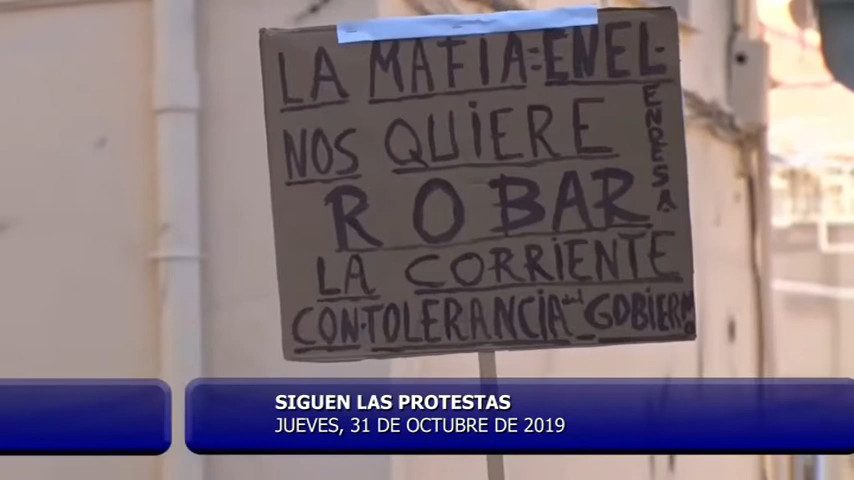 LA MAFIA=ENEL-
ENDESA.
NOS QUIERE
ROBAR
LA CORRIENTE
CON·TOLERANCIA del GOBIERNO
SIGUEN LAS PROTESTAS
JUEVES, 31 DE OCTUBRE DE 2019